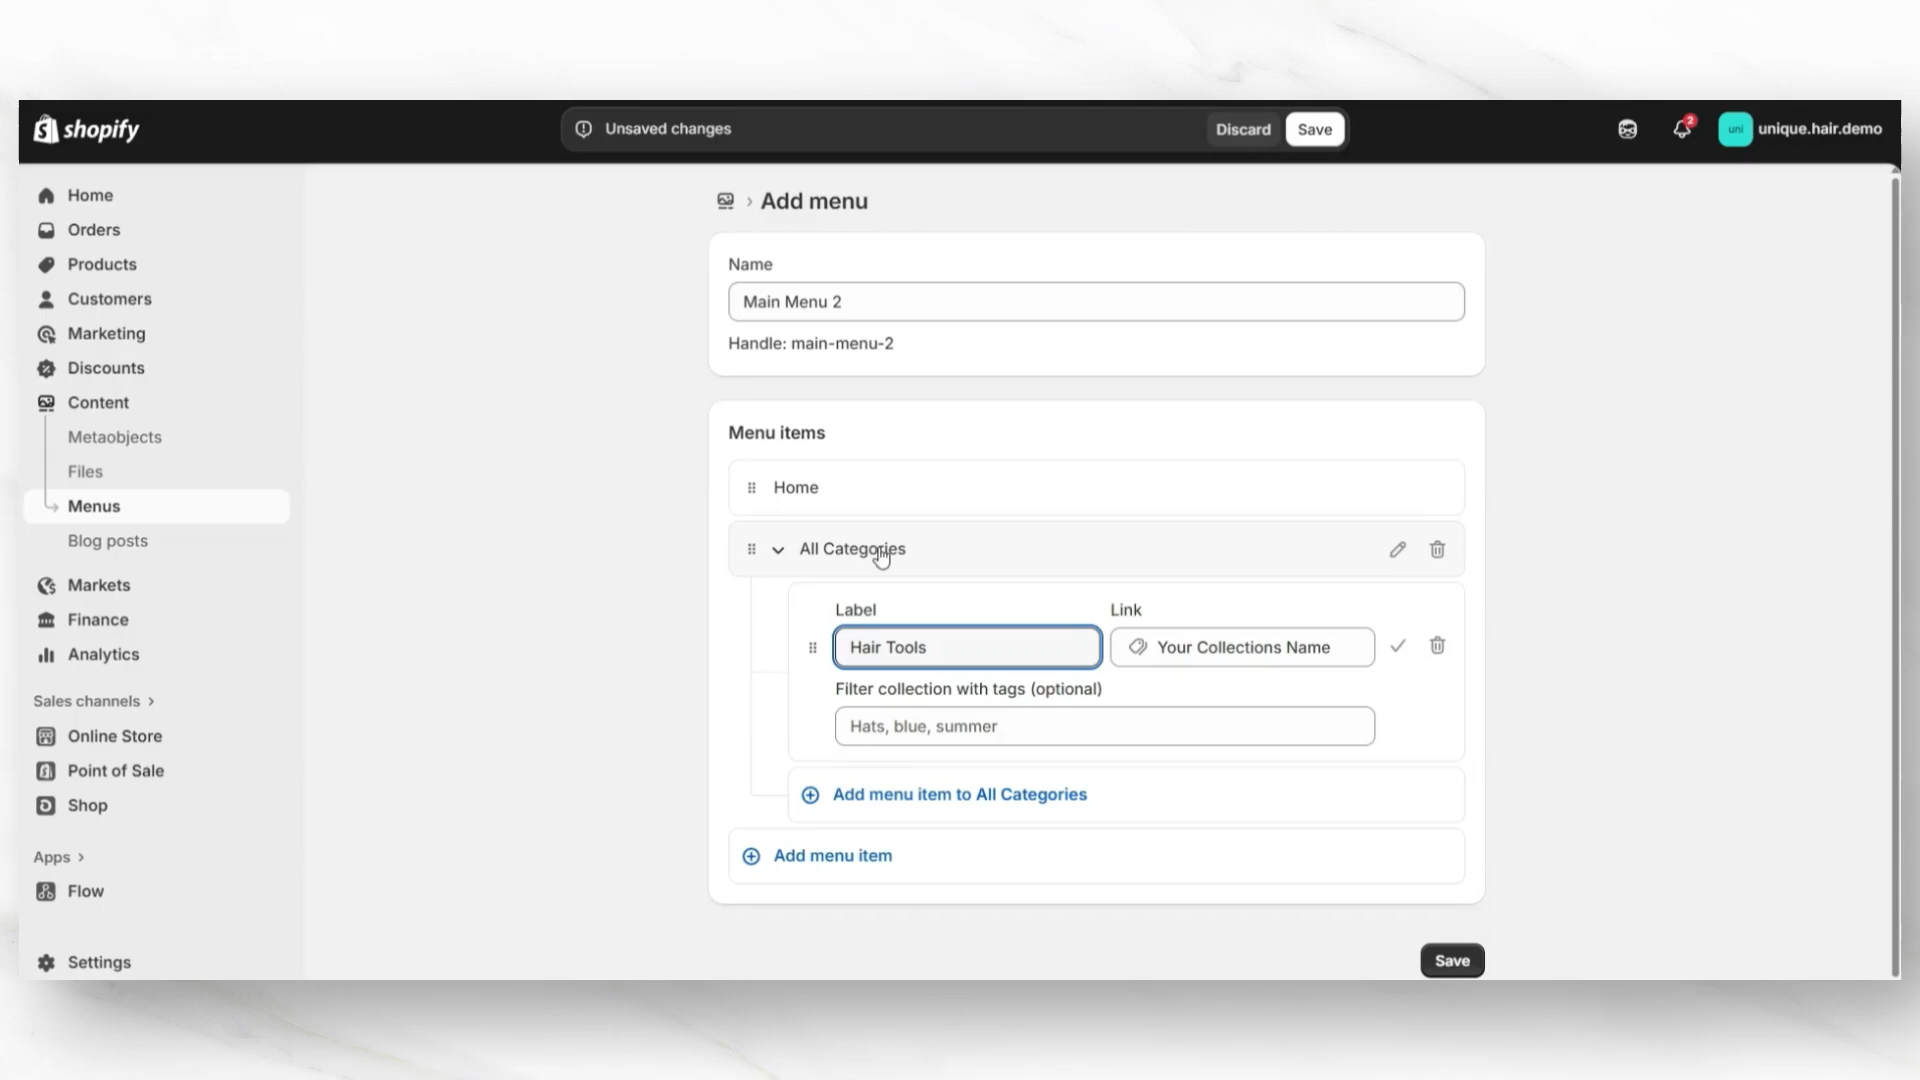 shopify
Unsaved changes
Discard
Save
2
uni
unique.hair.demo
Home
Orders
Products
Customers
Marketing
Discounts
Content
Metaobjects
Files
Menus
Blog posts
Markets
Finance
Analytics
Sales channels
Online Store
Point of Sale
Shop
Apps
Flow
Settings
Add menu
Name
Main Menu 2
Handle: main-menu-2
Menu items
Home
All Categories
Label
Link
Hair Tools
Your Collections Name
Filter collection with tags (optional)
Hats, blue, summer
Add menu item to All Categories
Add menu item
Save